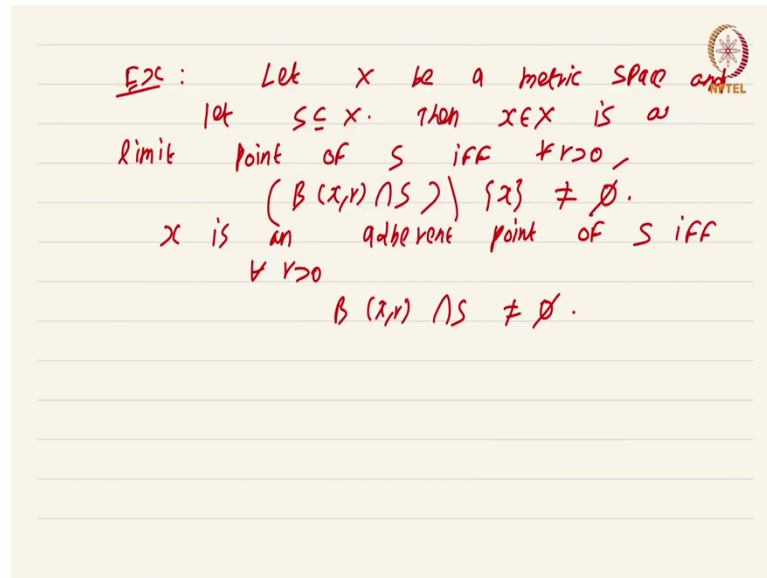 Ex : Let X be a metric space and
NPTEL
let S ⊆ X. Then x ∈ X is a
limit point of S iff ∀ r>0,
( B (x,r) ∩ S ) \ {x} ≠ ∅.
x is an adherent point of S iff
∀ r>0
B (x,r) ∩ S ≠ ∅.